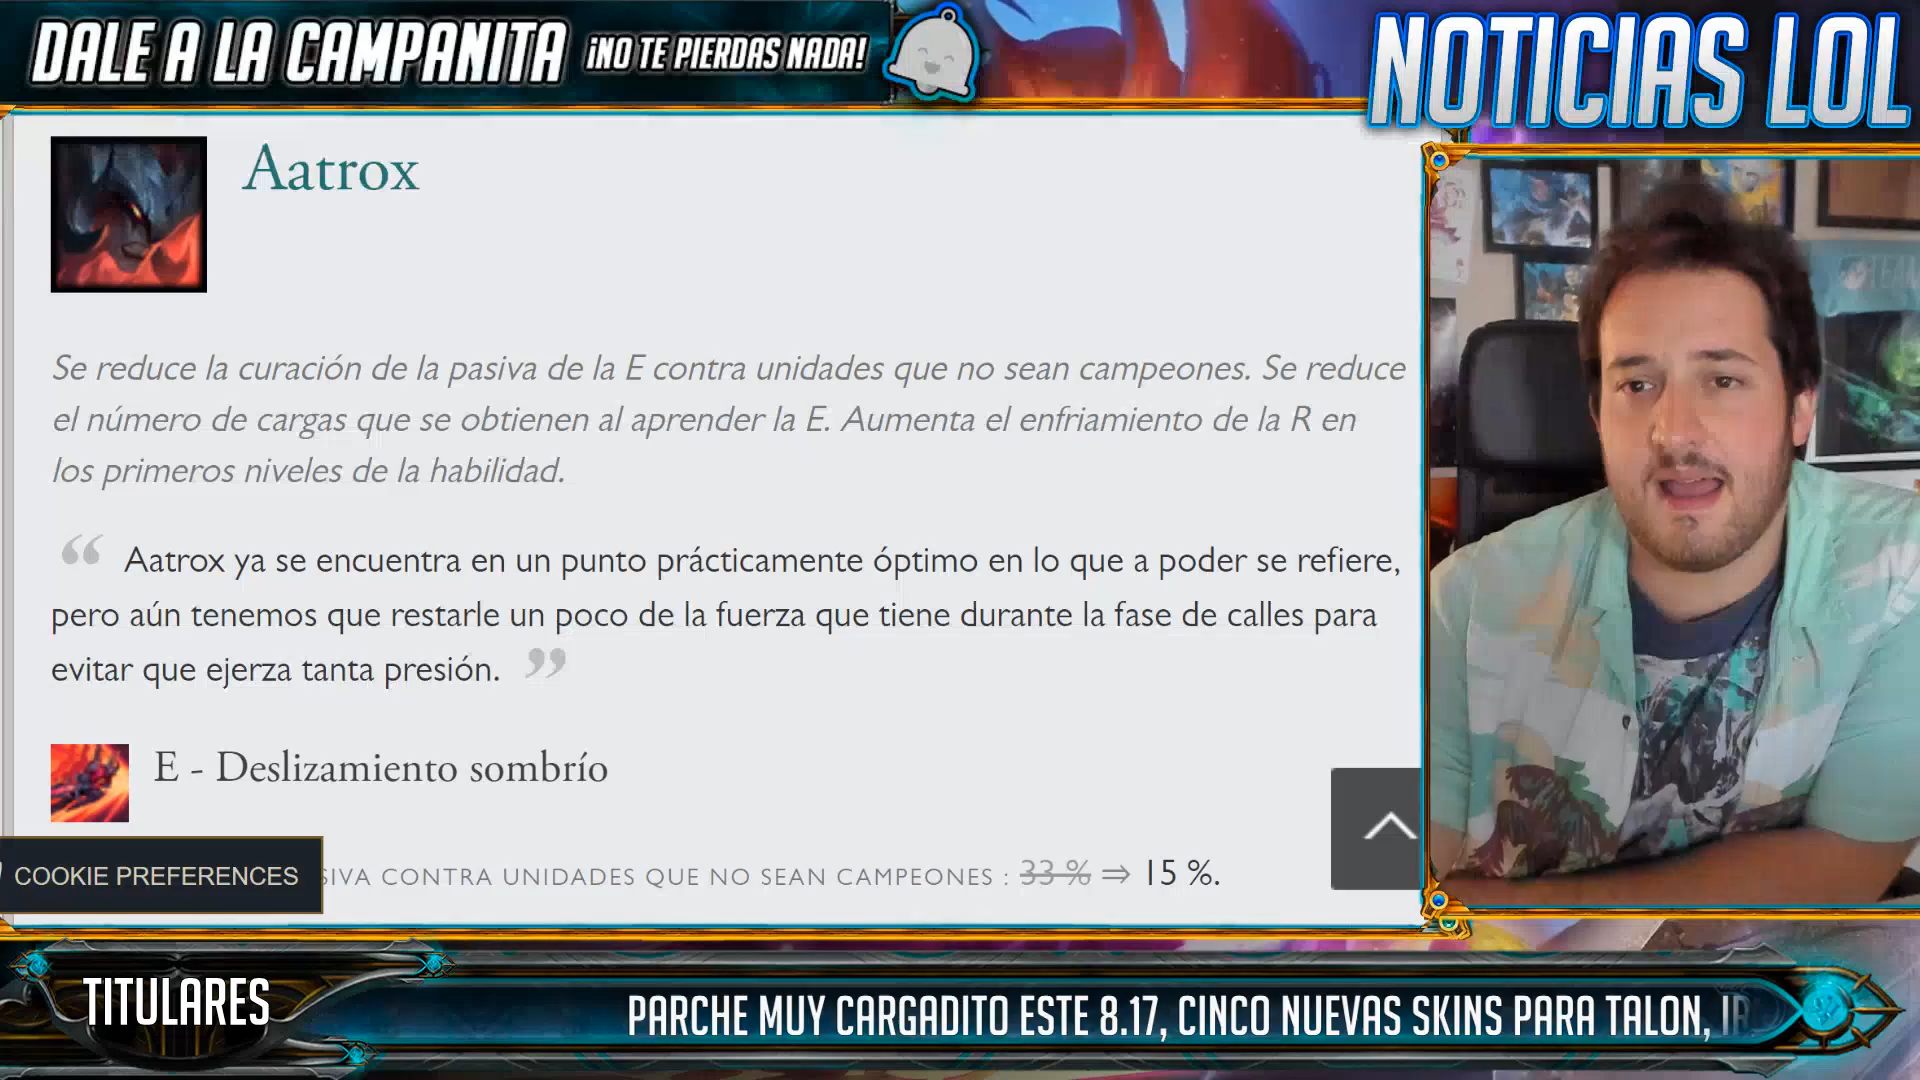 DALE A LA CAMPANITA ¡NO TE PIERDAS NADA!
NOTICIAS LOL
Aatrox
Se reduce la curación de la pasiva de la E contra unidades que no sean campeones. Se reduce
el número de cargas que se obtienen al aprender la E. Aumenta el enfriamiento de la R en
los primeros niveles de la habilidad.
“ Aatrox ya se encuentra en un punto prácticamente óptimo en lo que a poder se refiere,
pero aún tenemos que restarle un poco de la fuerza que tiene durante la fase de calles para
evitar que ejerza tanta presión. ”
E - Deslizamiento sombrío
COOKIE PREFERENCES
SIVA CONTRA UNIDADES QUE NO SEAN CAMPEONES : 33 % ⇒ 15 %.
TEAM
TITULARES
PARCHE MUY CARGADITO ESTE 8.17, CINCO NUEVAS SKINS PARA TALON, IR